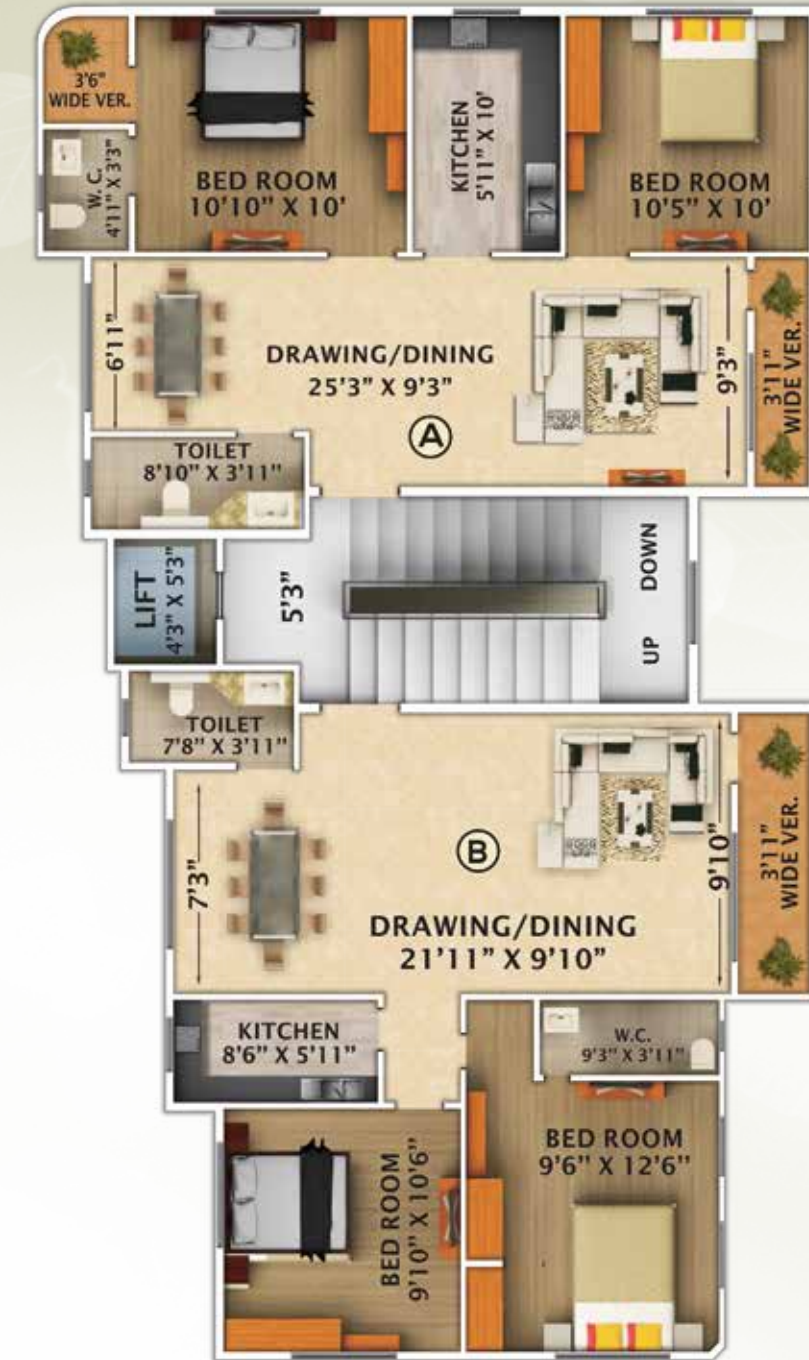 3'6"
WIDE VER.
W. C.
4'11" X 3'3"
BED ROOM
10'10" X 10'
KITCHEN
5'11" X 10'
BED ROOM
10'5" X 10'
6'11"
DRAWING/DINING
25'3" X 9'3"
A
9'3"
3'11"
WIDE VER.
TOILET
8'10" X 3'11"
LIFT
4'3" X 5'3"
5'3"
DOWN
UP
TOILET
7'8" X 3'11"
7'3"
B
DRAWING/DINING
21'11" X 9'10"
9'10"
3'11"
WIDE VER.
KITCHEN
8'6" X 5'11"
W.C.
9'3" X 3'11"
BED ROOM
9'10" X 10'6"
BED ROOM
9'6" X 12'6"